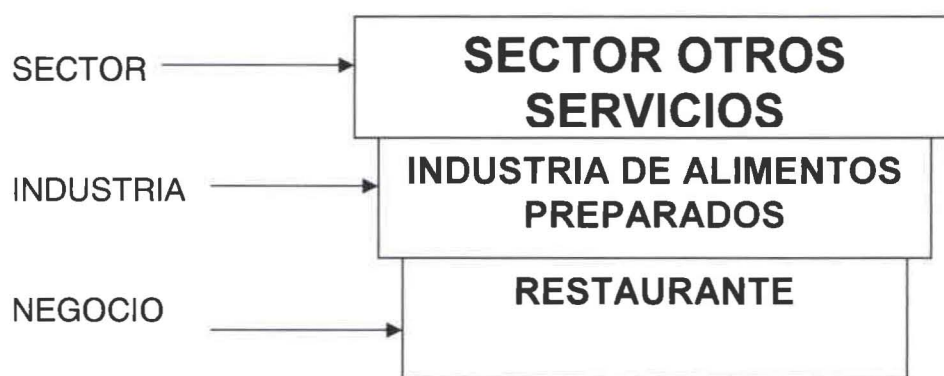 SECTOR
SECTOR OTROS
SERVICIOS
INDUSTRIA
INDUSTRIA DE ALIMENTOS
PREPARADOS
NEGOCIO
RESTAURANTE